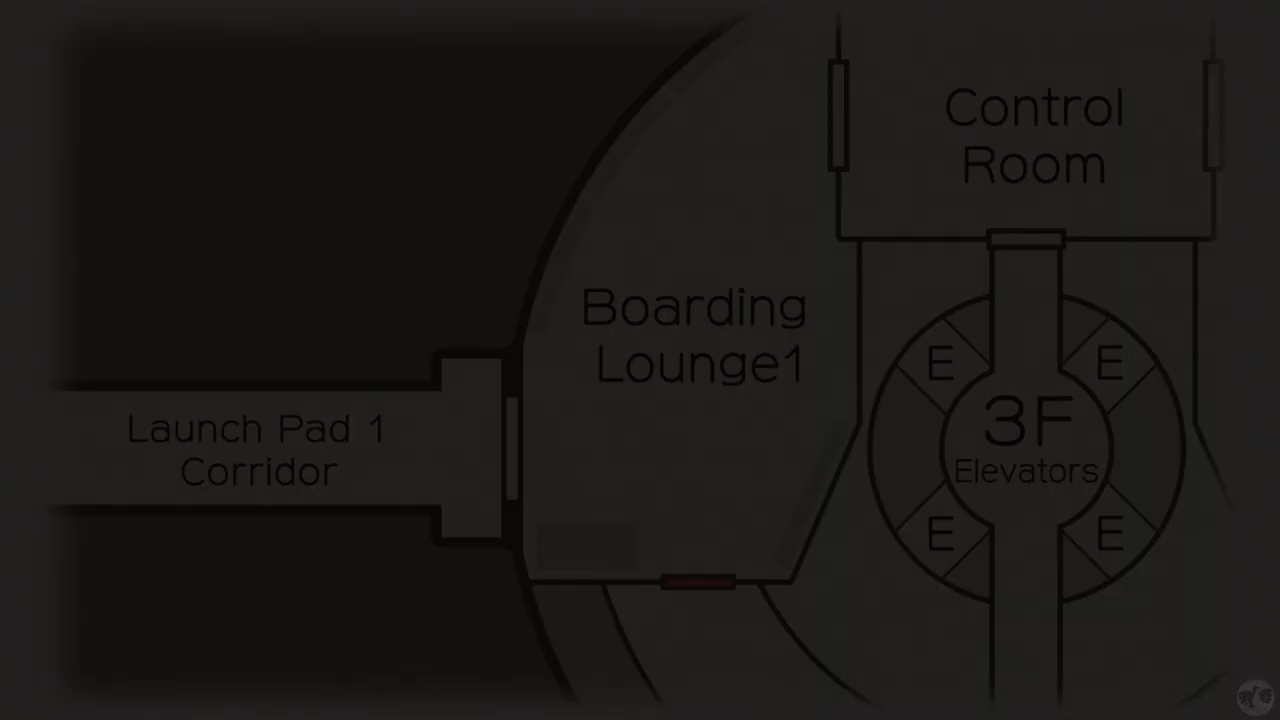 Control
Room
Boarding
Lounge1
E
E
3F
Elevators
Launch Pad 1
Corridor
E
E